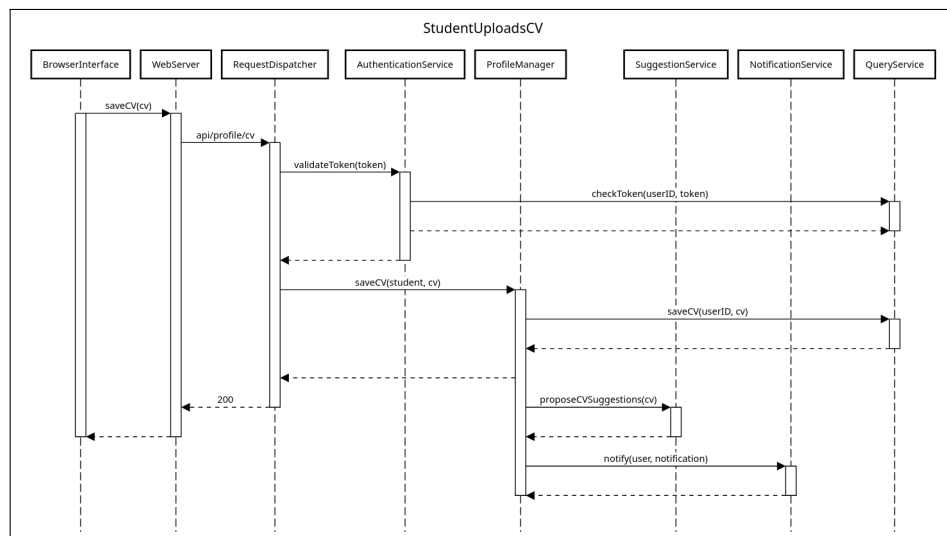 StudentUploadsCV
BrowserInterface
WebServer
RequestDispatcher
AuthenticationService
ProfileManager
SuggestionService
NotificationService
QueryService
saveCV(cv)
api/profile/cv
validateToken(token)
checkToken(userID, token)
saveCV(student, cv)
saveCV(userID, cv)
200
proposeCVSuggestions(cv)
notify(user, notification)